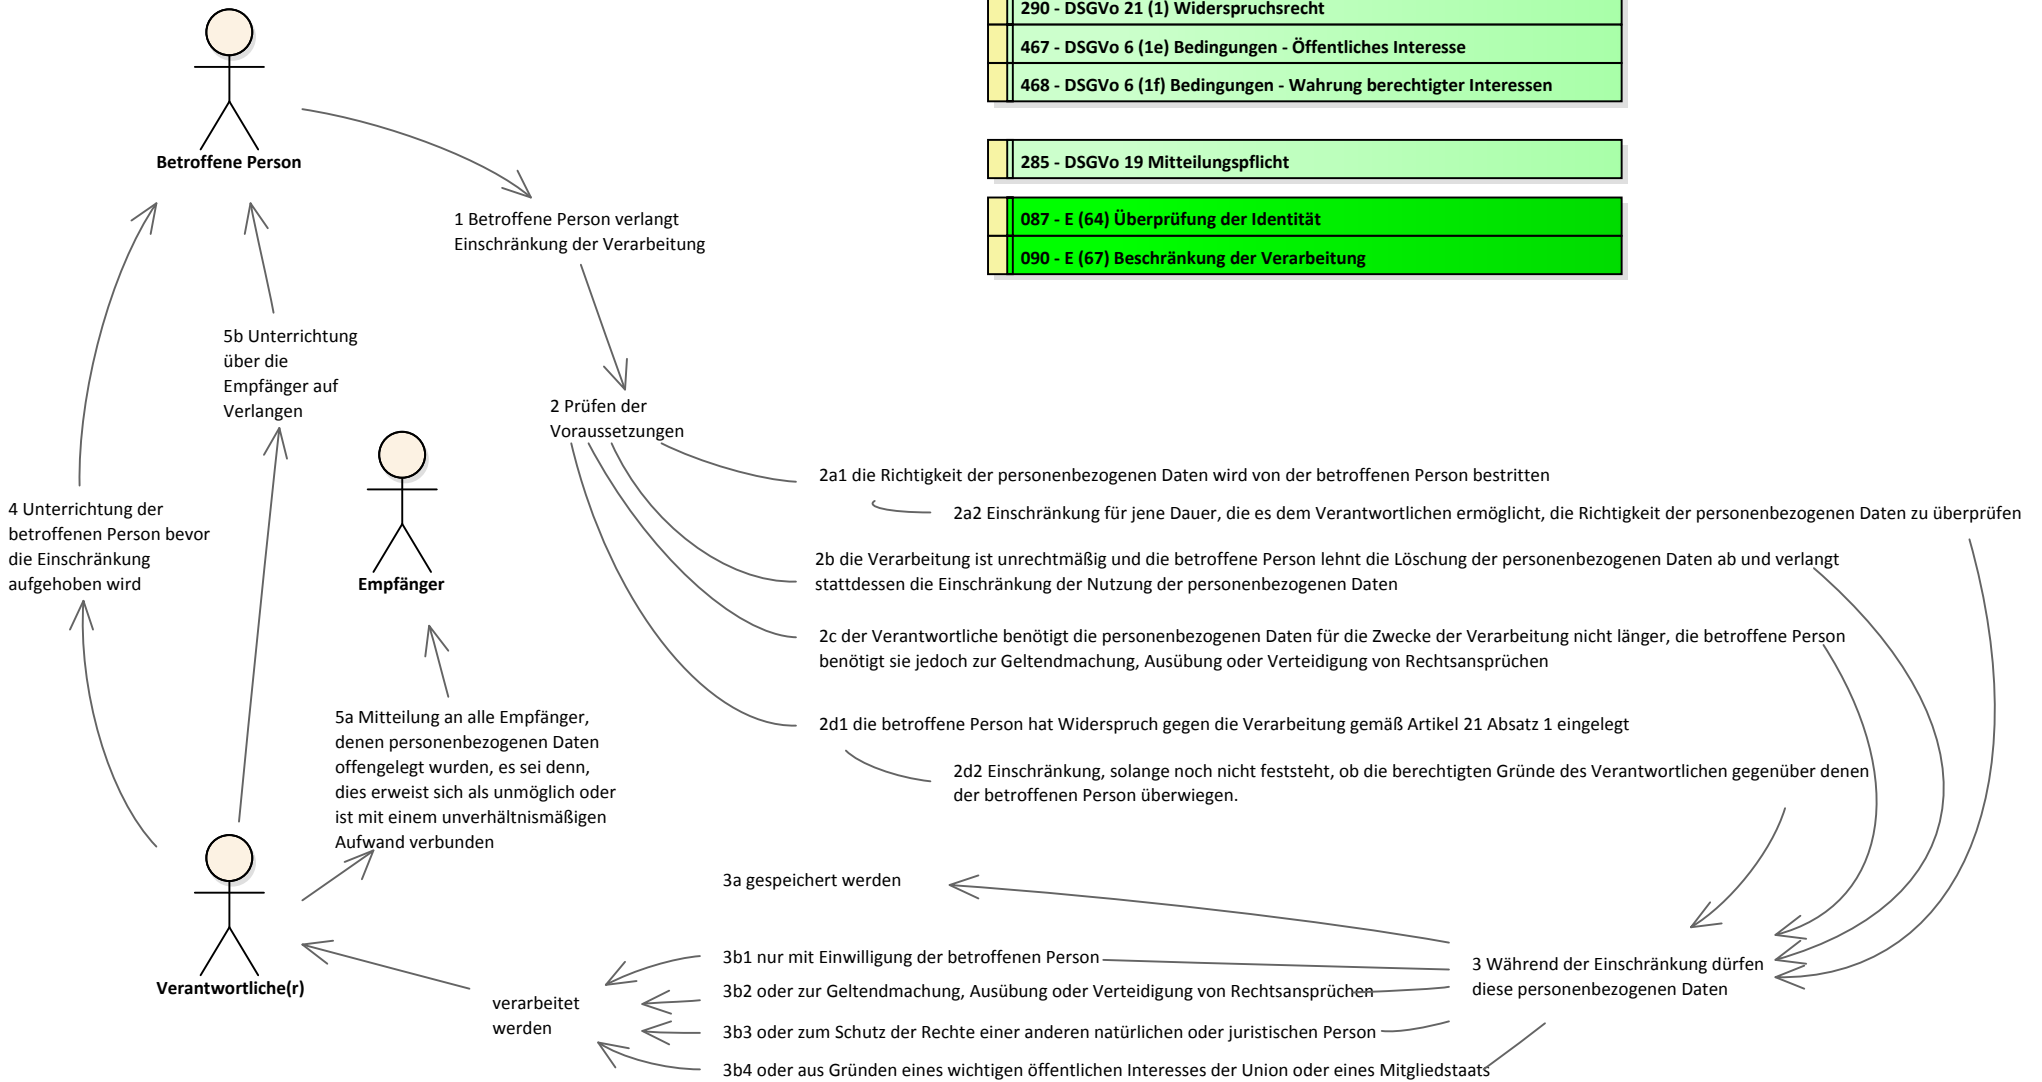 290 - DSGVo 21 (1) Widerspruchsrecht
467 - DSGVo 6 (1e) Bedingungen - Öffentliches Interesse
468 - DSGVo 6 (1f) Bedingungen - Wahrung berechtigter Interessen
285 - DSGVo 19 Mitteilungspflicht
087 - E (64) Überprüfung der Identität
090 - E (67) Beschränkung der Verarbeitung
Betroffene Person
1 Betroffene Person verlangt
Einschränkung der Verarbeitung
5b Unterrichtung
über die
Empfänger auf
Verlangen
2 Prüfen der
Voraussetzungen
2a1 die Richtigkeit der personenbezogenen Daten wird von der betroffenen Person bestritten
2a2 Einschränkung für jene Dauer, die es dem Verantwortlichen ermöglicht, die Richtigkeit der personenbezogenen Daten zu überprüfen
4 Unterrichtung der
betroffenen Person bevor
die Einschränkung
aufgehoben wird
Empfänger
2b die Verarbeitung ist unrechtmäßig und die betroffene Person lehnt die Löschung der personenbezogenen Daten ab und verlangt
stattdessen die Einschränkung der Nutzung der personenbezogenen Daten
2c der Verantwortliche benötigt die personenbezogenen Daten für die Zwecke der Verarbeitung nicht länger, die betroffene Person
benötigt sie jedoch zur Geltendmachung, Ausübung oder Verteidigung von Rechtsansprüchen
2d1 die betroffene Person hat Widerspruch gegen die Verarbeitung gemäß Artikel 21 Absatz 1 eingelegt
2d2 Einschränkung, solange noch nicht feststeht, ob die berechtigten Gründe des Verantwortlichen gegenüber denen
der betroffenen Person überwiegen.
5a Mitteilung an alle Empfänger,
denen personenbezogenen Daten
offengelegt wurden, es sei denn,
dies erweist sich als unmöglich oder
ist mit einem unverhältnismäßigen
Aufwand verbunden
3a gespeichert werden
3b1 nur mit Einwilligung der betroffenen Person
3b2 oder zur Geltendmachung, Ausübung oder Verteidigung von Rechtsansprüchen
3b3 oder zum Schutz der Rechte einer anderen natürlichen oder juristischen Person
3b4 oder aus Gründen eines wichtigen öffentlichen Interesses der Union oder eines Mitgliedstaats
3 Während der Einschränkung dürfen
diese personenbezogenen Daten
verarbeitet
werden
Verantwortliche(r)